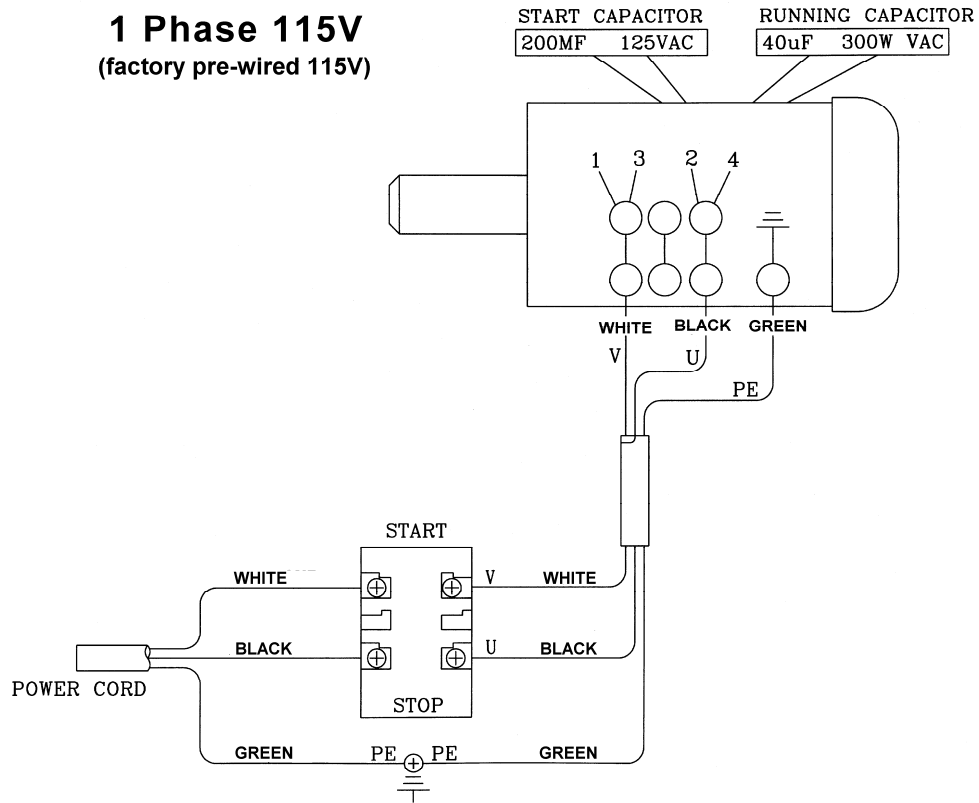 1 Phase 115V
(factory pre-wired 115V)
START CAPACITOR
200MF 125VAC
RUNNING CAPACITOR
40uF 300W VAC
1 3 2 4
WHITE BLACK GREEN
V U
PE
START
WHITE V WHITE
BLACK U BLACK
POWER CORD
STOP
GREEN PE PE GREEN